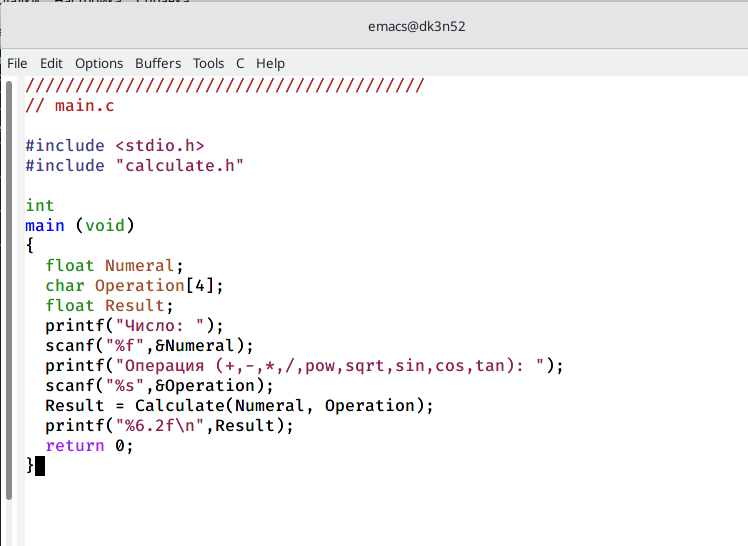 Настройка Справка
emacs@dk3n52
File Edit Options Buffers Tools C Help
////////////////////////////////////////
// main.c
#include <stdio.h>
#include "calculate.h"
int
main (void)
{
  float Numeral;
  char Operation[4];
  float Result;
  printf("Число: ");
  scanf("%f",&Numeral);
  printf("Операция (+,-,*,/,pow,sqrt,sin,cos,tan): ");
  scanf("%s",&Operation);
  Result = Calculate(Numeral, Operation);
  printf("%6.2f\n",Result);
  return 0;
}